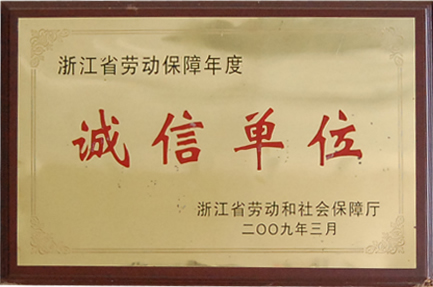 浙江省劳动保障年度
诚信单位
浙江省劳动和社会保障厅
二〇〇九年三月